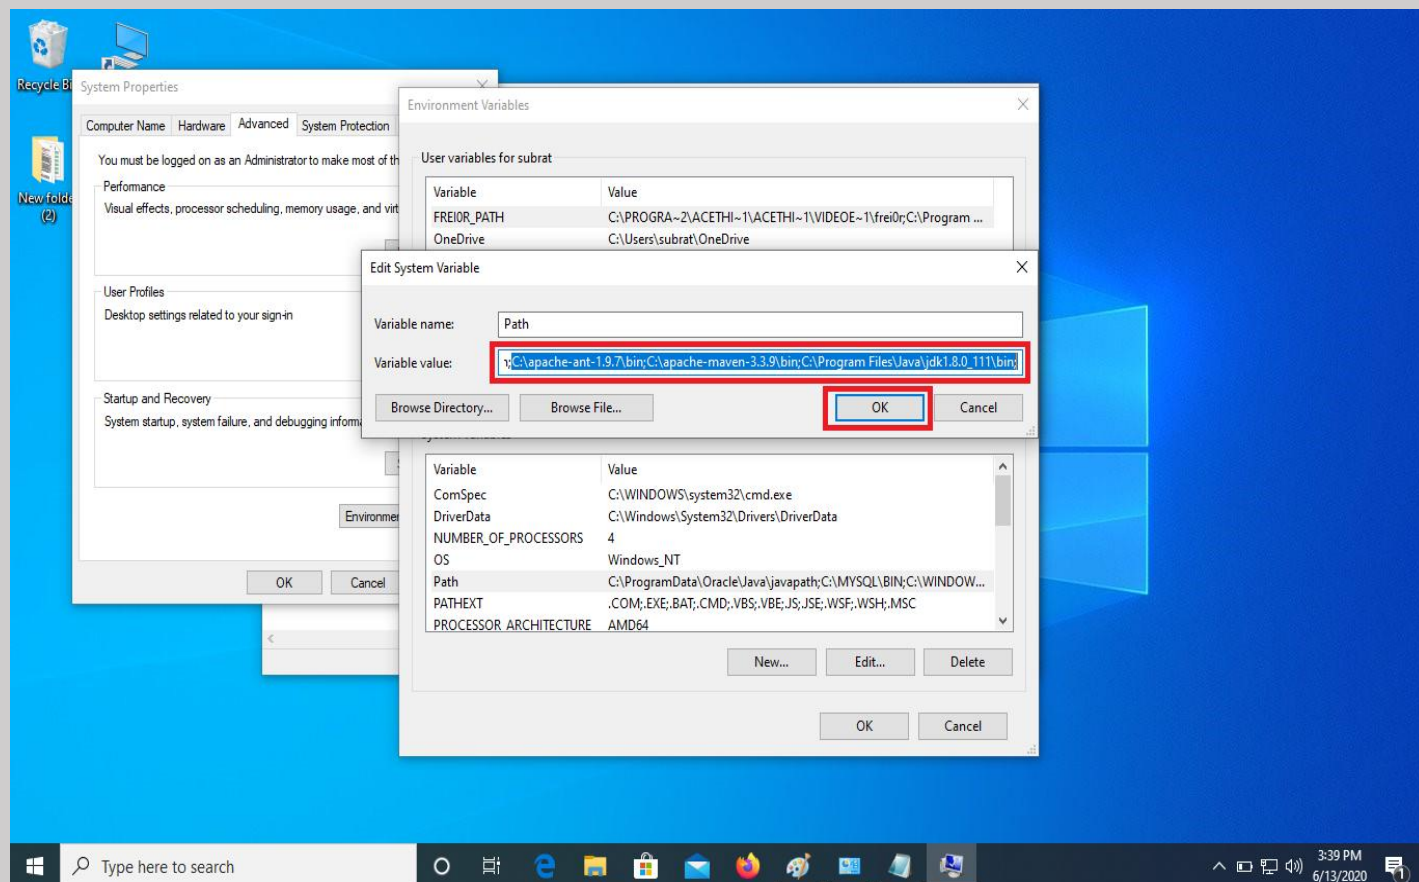 Recycle Bi
System Properties
Computer Name Hardware Advanced System Protection
You must be logged on as an Administrator to make most of th
Performance
Visual effects, processor scheduling, memory usage, and virt
User Profiles
Desktop settings related to your sign-in
Startup and Recovery
System startup, system failure, and debugging inform
Environmen
OK Cancel
New folde
(2)
Environment Variables
User variables for subrat
Variable Value
FREI0R_PATH C:\PROGRA~2\ACETHI~1\ACETHI~1\VIDEOE~1\frei0r;C:\Program ...
OneDrive C:\Users\subrat\OneDrive
Edit System Variable
Variable name: Path
Variable value: ;C:\apache-ant-1.9.7\bin;C:\apache-maven-3.3.9\bin;C:\Program Files\Java\jdk1.8.0_111\bin;
Browse Directory... Browse File... OK Cancel
Variable Value
ComSpec C:\WINDOWS\system32\cmd.exe
DriverData C:\Windows\System32\Drivers\DriverData
NUMBER_OF_PROCESSORS 4
OS Windows_NT
Path C:\ProgramData\Oracle\Java\javapath;C:\MYSQL\BIN;C:\WINDOW...
PATHEXT .COM;.EXE;.BAT;.CMD;.VBS;.VBE;.JS;.JSE;.WSF;.WSH;.MSC
PROCESSOR_ARCHITECTURE AMD64
New... Edit... Delete
OK Cancel
Type here to search
3:39 PM
6/13/2020
1